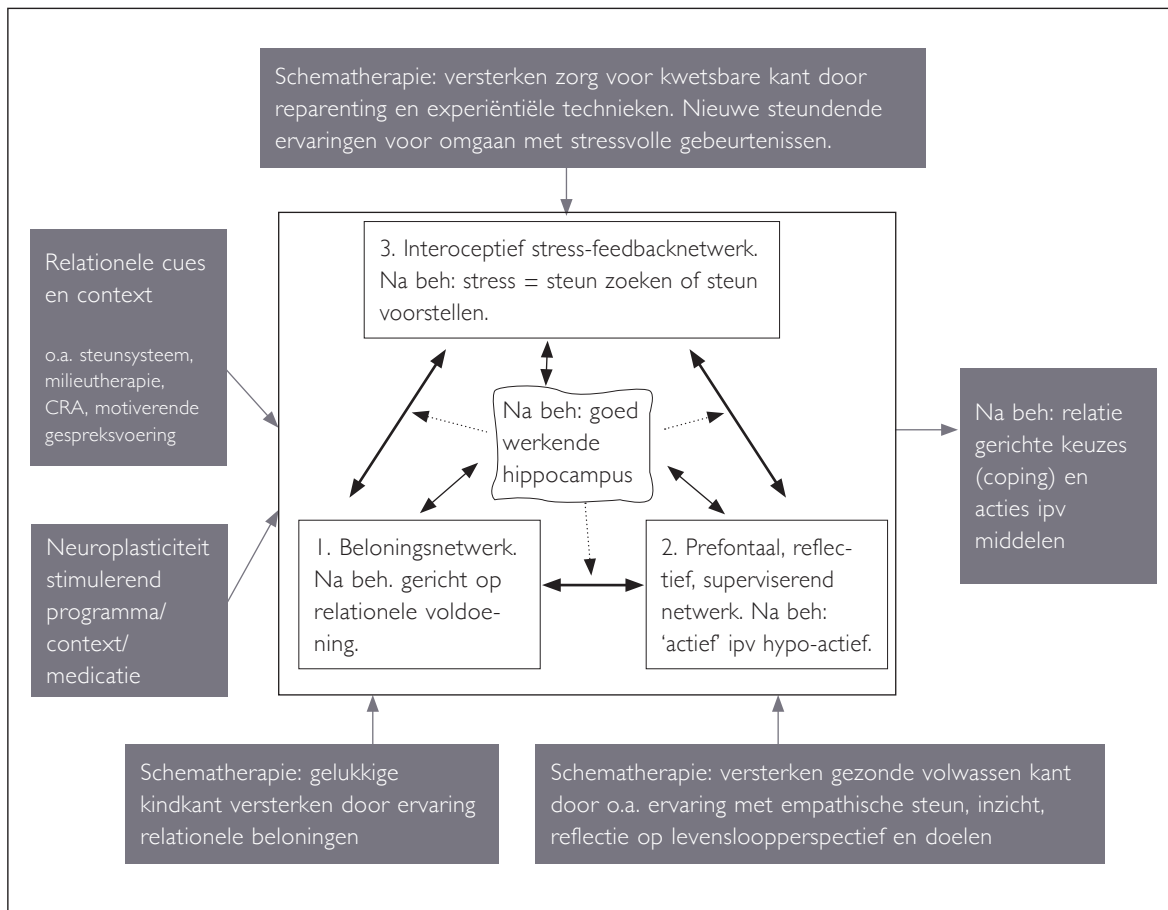 Schematherapie: versterken zorg voor kwetsbare kant door
reparenting en experiëntiële technieken. Nieuwe steundende
ervaringen voor omgaan met stressvolle gebeurtenissen.
Relationele cues
en context
o.a. steunsysteem,
milieutherapie,
CRA, motiverende
gespreksvoering
3. Interoceptief stress-feedbacknetwerk.
Na beh: stress = steun zoeken of steun
voorstellen.
Na beh: goed
werkende
hippocampus
Na beh: relatie
gerichte keuzes
(coping) en
acties ipv
middelen
Neuroplasticiteit
stimulerend
programma/
context/
medicatie
1. Beloningsnetwerk.
Na beh. gericht op
relationele voldoe-
ning.
2. Prefontaal, reflec-
tief, superviserend
netwerk. Na beh:
‘actief’ ipv hypo-actief.
Schematherapie: gelukkige
kindkant versterken door ervaring
relationele beloningen
Schematherapie: versterken gezonde volwassen kant
door o.a. ervaring met empathische steun, inzicht,
reflectie op levensloopperspectief en doelen